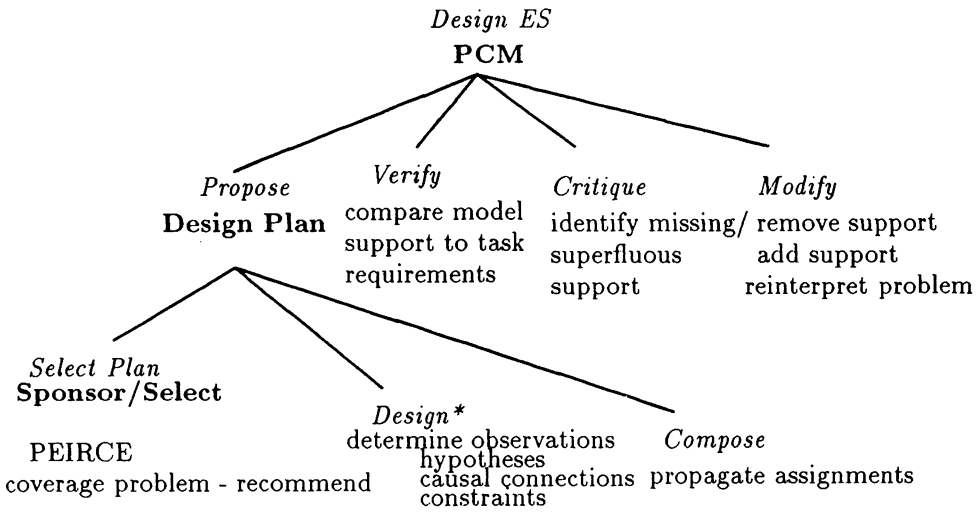 Design ES
PCM
Propose
Design Plan
Verify
compare model
support to task
requirements
Critique
identify missing/
superfluous
support
Modify
remove support
add support
reinterpret problem
Select Plan
Sponsor/Select
PEIRCE
coverage problem - recommend
Design*
determine observations
hypotheses
causal connections
constraints
Compose
propagate assignments